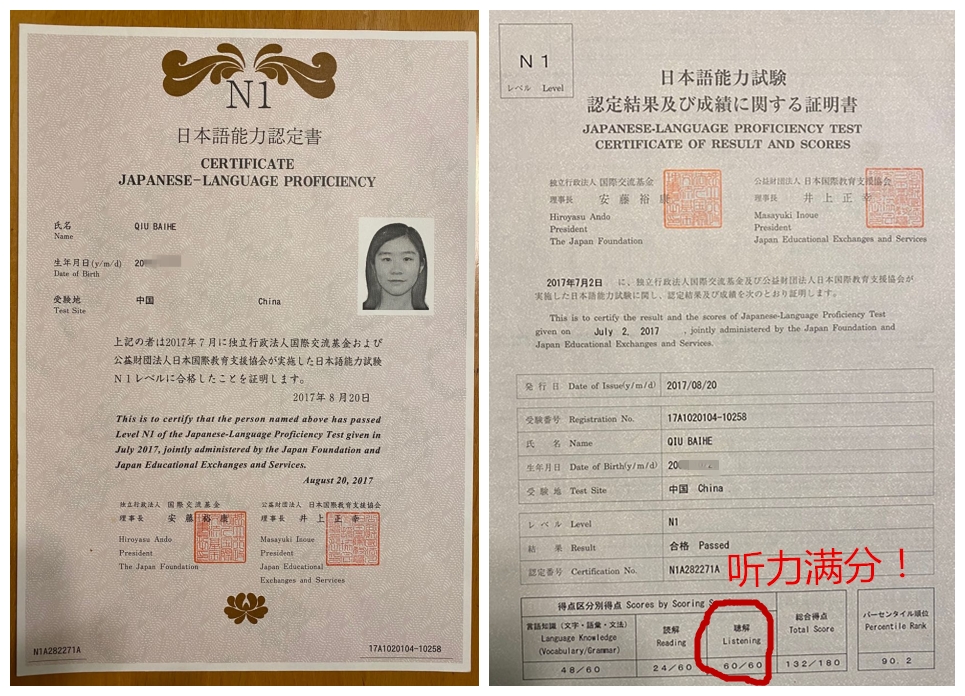 N1
日本語能力認定書
CERTIFICATE
JAPANESE-LANGUAGE PROFICIENCY
氏名
Name
QIU BAIHE
生年月日(y/m/d)
Date of Birth
20
受験地
Test Site
中国
China
上記の者は2017年7月に独立行政法人国際交流基金および
公益財団法人日本国際教育支援協会が実施した日本語能力試験
N1レベルに合格したことを証明します。
2017年8月20日
This is to certify that the person named above has passed
Level N1 of the Japanese-Language Proficiency Test given in
July 2017, jointly administered by the Japan Foundation and
Japan Educational Exchanges and Services.
August 20, 2017
独立行政法人 国際交流基金
理事長 安藤裕康
Hiroyasu Ando
President
The Japan Foundation
公益財団法人 日本国際教育支援協会
理事長 井上正幸
Masayuki Inoue
President
Japan Educational
Exchanges and Services
N1A282271A
17A1020104-10258
N1
レベル Level
日本語能力試験
認定結果及び成績に関する証明書
JAPANESE-LANGUAGE PROFICIENCY TEST
CERTIFICATE OF RESULT AND SCORES
独立行政法人 国際交流基金
理事長 安藤裕康
Hiroyasu Ando
President
The Japan Foundation
公益財団法人 日本国際教育支援協会
理事長 井上正幸
Masayuki Inoue
President
Japan Educational Exchanges and Services
2017年7月2日 に、独立行政法人国際交流基金及び公益財団法人日本国際教育支援協会が
実施した日本語能力試験に関し、認定結果及び成績を次のとおり証明します。
This is to certify the result and the scores of Japanese-Language Proficiency Test
given on July 2, 2017 , jointly administered by the Japan Foundation and
Japan Educational Exchanges and Services.
発行日 Date of Issue(y/m/d) 2017/08/20
受験番号 Registration No. 17A1020104-10258
氏名 Name QIU BAIHE
生年月日 Date of Birth(y/m/d) 20
受験地 Test Site 中国 China
レベル Level N1
結果 Result 合格 Passed
認定番号 Certification No. N1A282271A
听力满分！
得点区分別得点 Scores by Scoring
言語知識（文字・語彙・文法）
Language Knowledge
(Vocabulary/Grammar)
48/60
読解
Reading
24/60
聴解
Listening
60/60
総合得点
Total Score
132/180
パーセンタイル順位
Percentile Rank
90.2